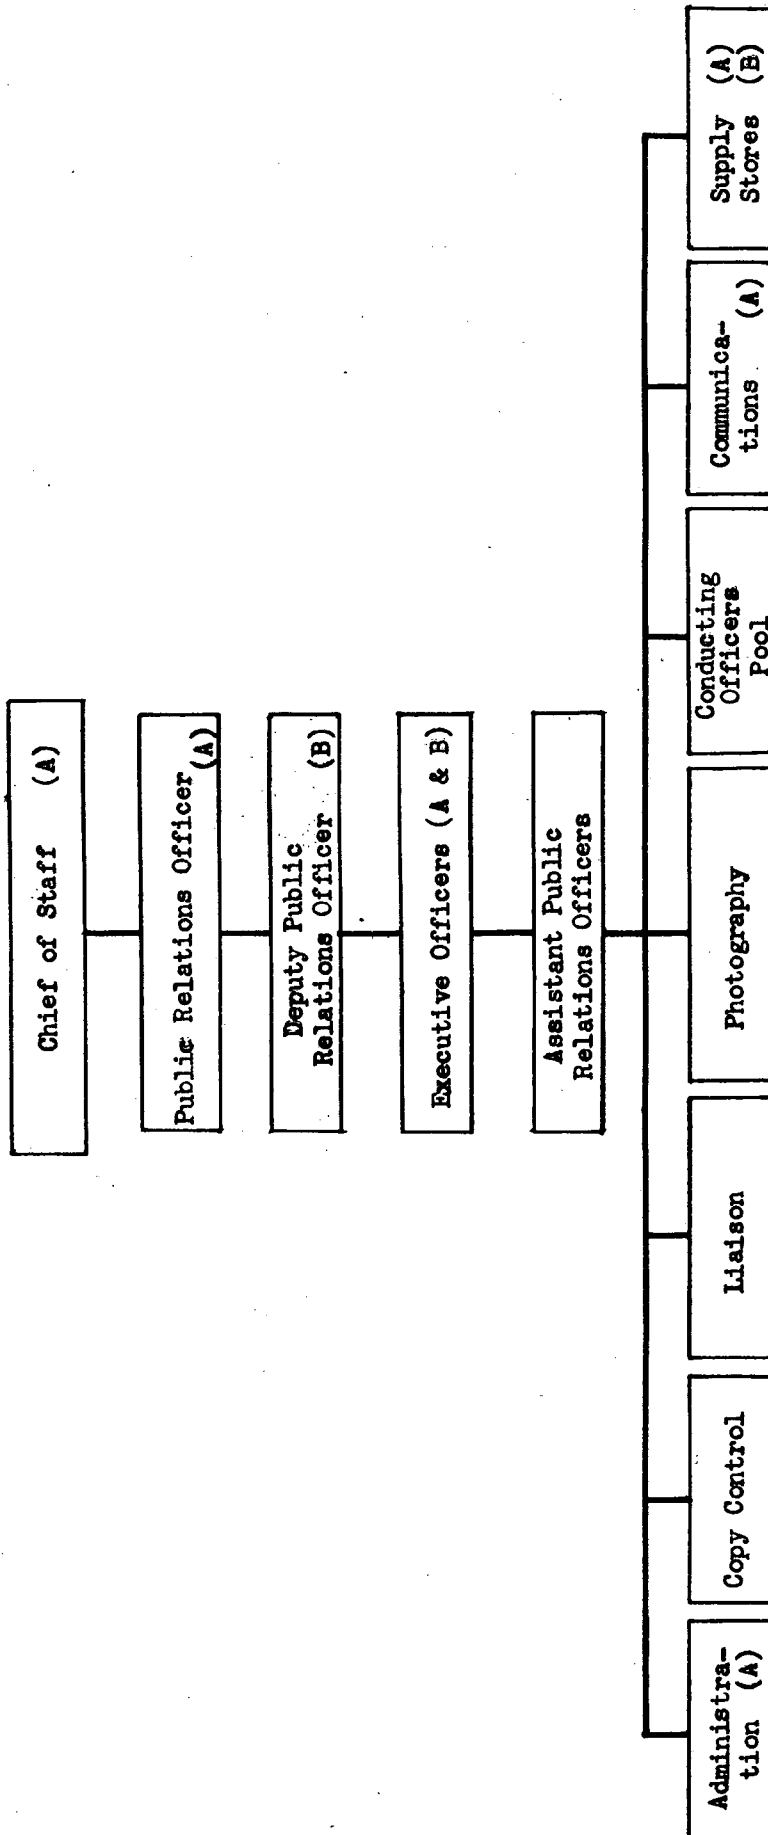 Chief of Staff (A)
Public Relations Officer (A)
Deputy Public
Relations Officer (B)
Executive Officers (A & B)
Assistant Public
Relations Officers
Administra-
tion (A)
Copy Control
Liaison
Photography
Conducting
Officers
Pool
Communica-
tions (A)
Supply (A)
Stores (B)